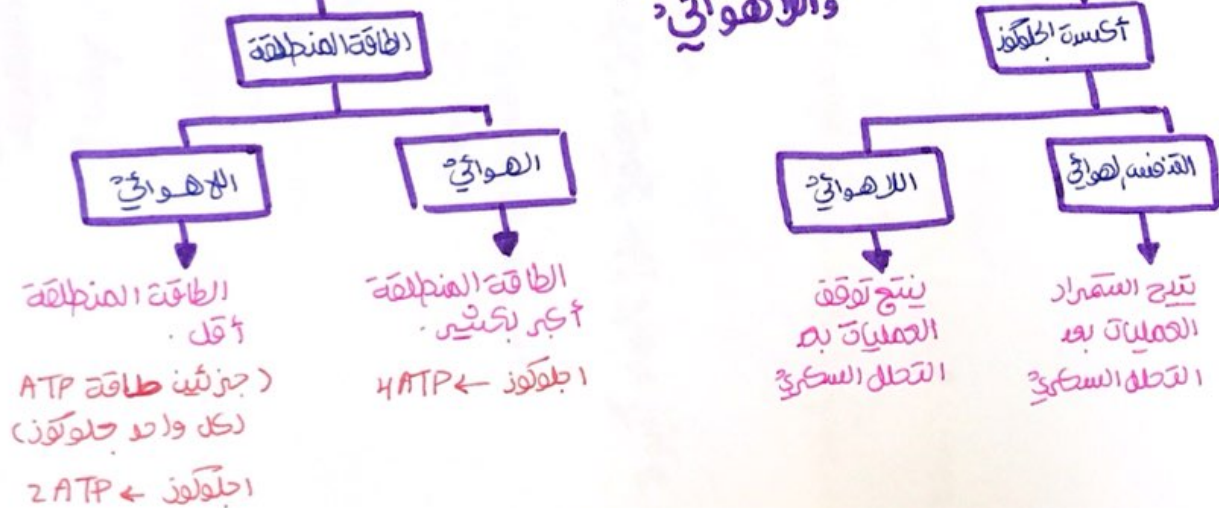 واللاهوائي
أكسدة الجلوكوز
التنفس الهوائي
يتيح استمرار
العمليات بعد
التحلل السكري
اللاهوائي
ينتج توقف
العمليات بعد
التحلل السكري
الطاقة المنطلقة
الهوائي
الطاقة المنطلقة
أكبر بكثير.
1 جلوكوز ← 4ATP
اللاهوائي
الطاقة المنطلقة
أقل.
(جزئين طاقة ATP
لكل واحد جلوكوز)
1 جلوكوز ← 2ATP